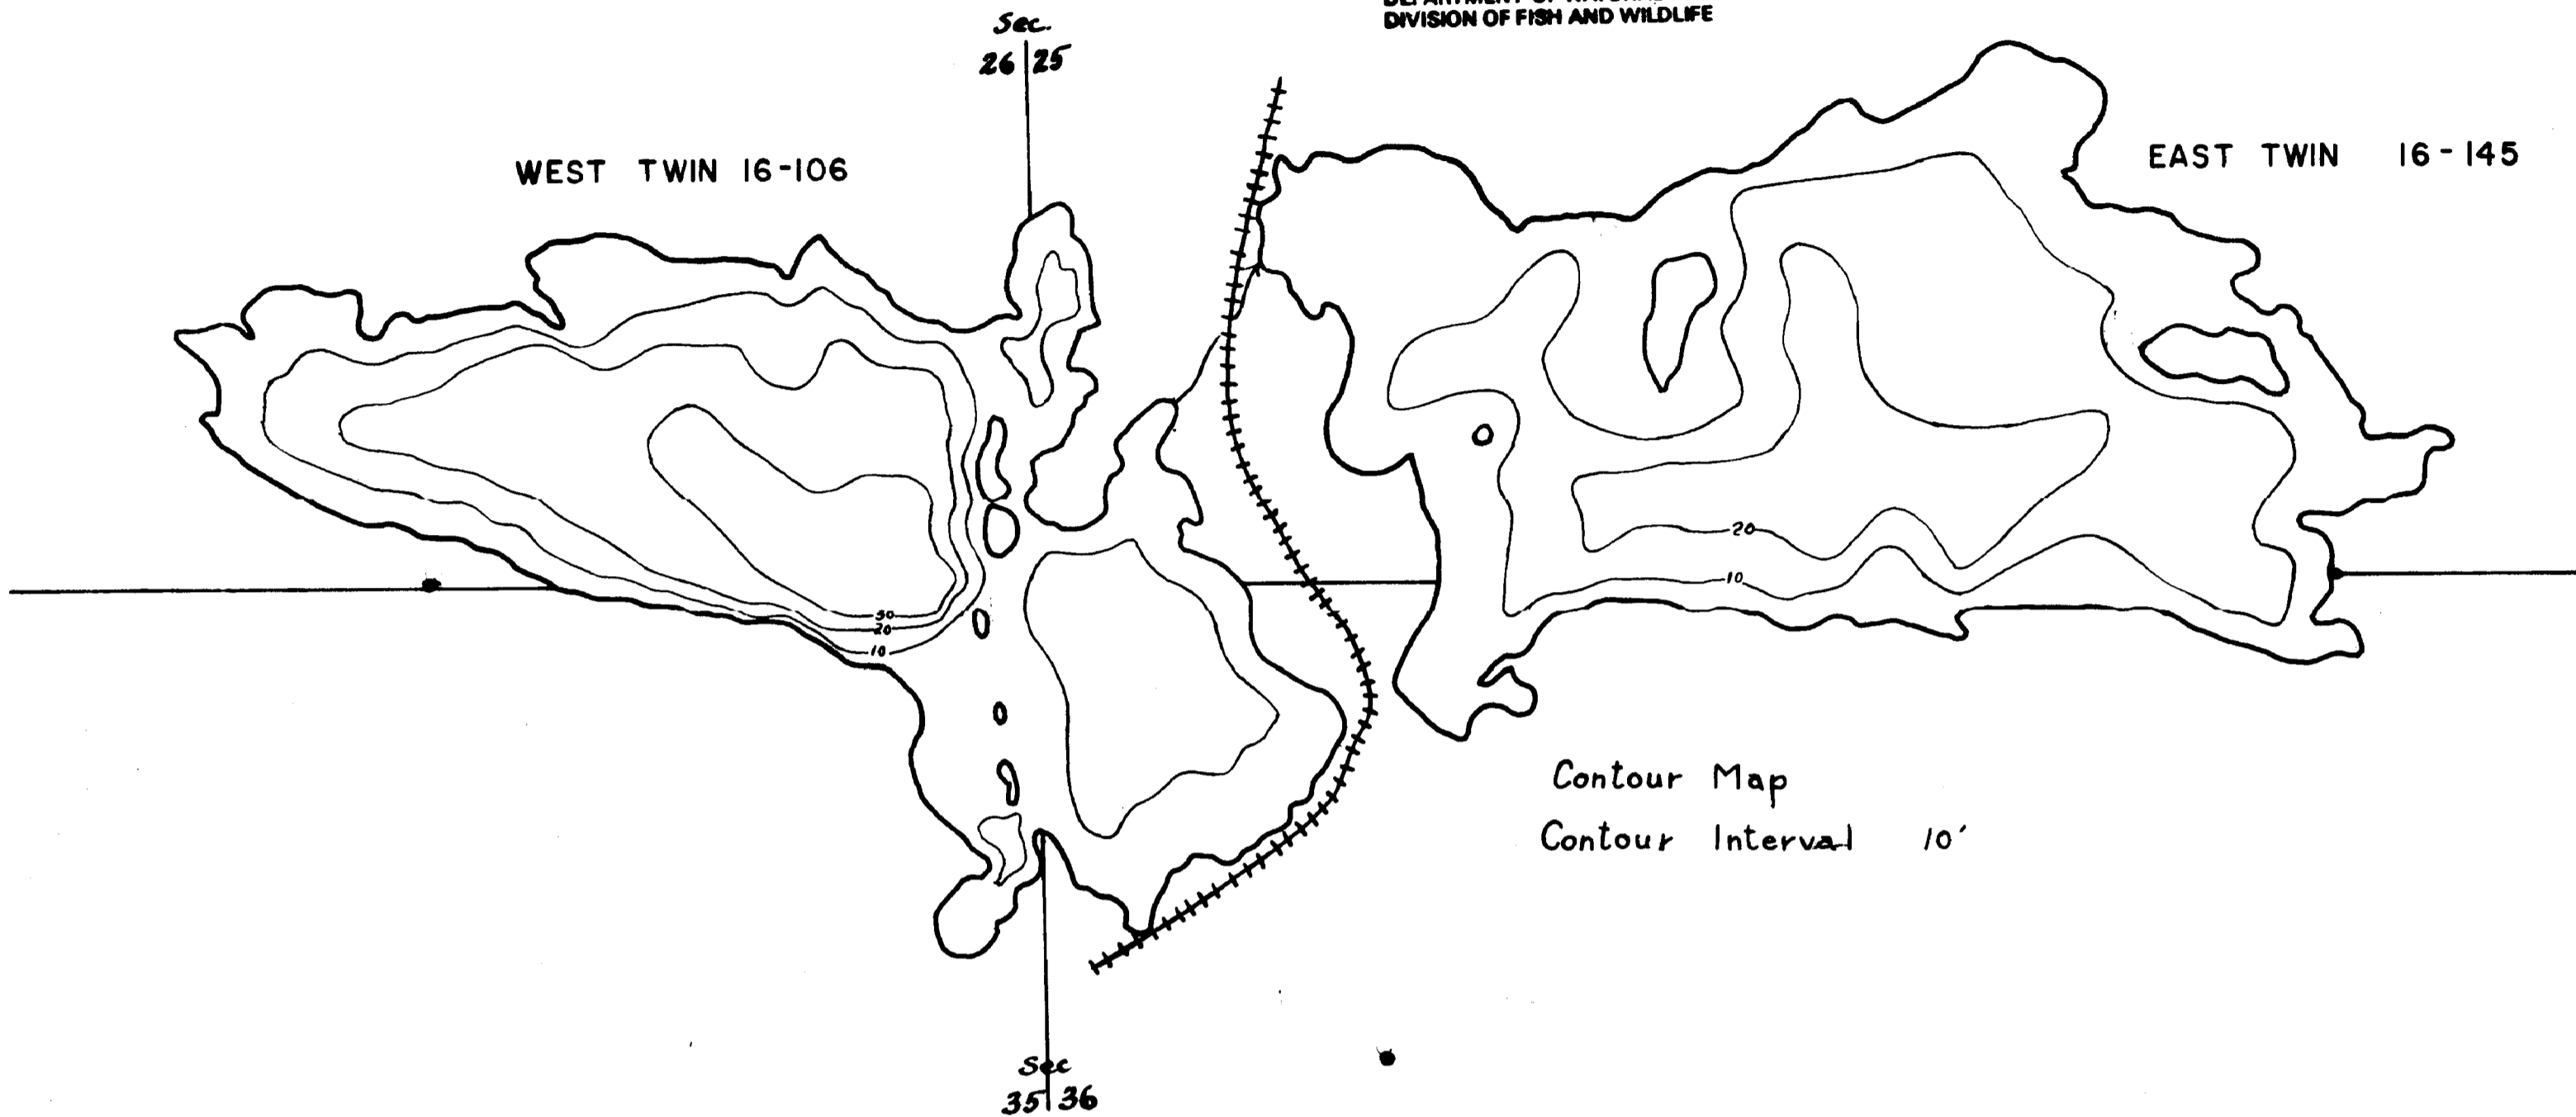 DIVISION OF FISH AND WILDLIFE
Sec.
26 25
WEST TWIN 16-106
EAST TWIN 16-145
20
10
50
20
10
Contour Map
Contour Interval 10'
Sec
35 36